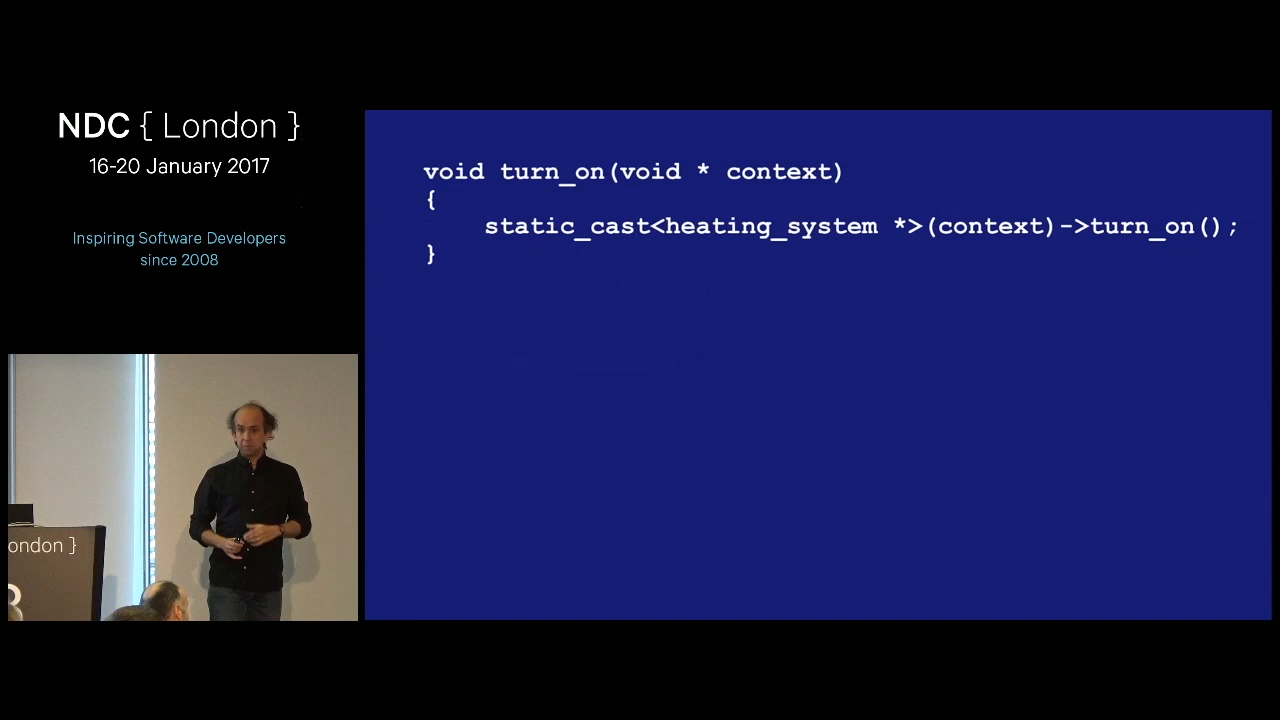 NDC { London }
16-20 January 2017
Inspiring Software Developers
since 2008
void turn_on(void * context)
{
    static_cast<heating_system *>(context)->turn_on();
}
ondon }